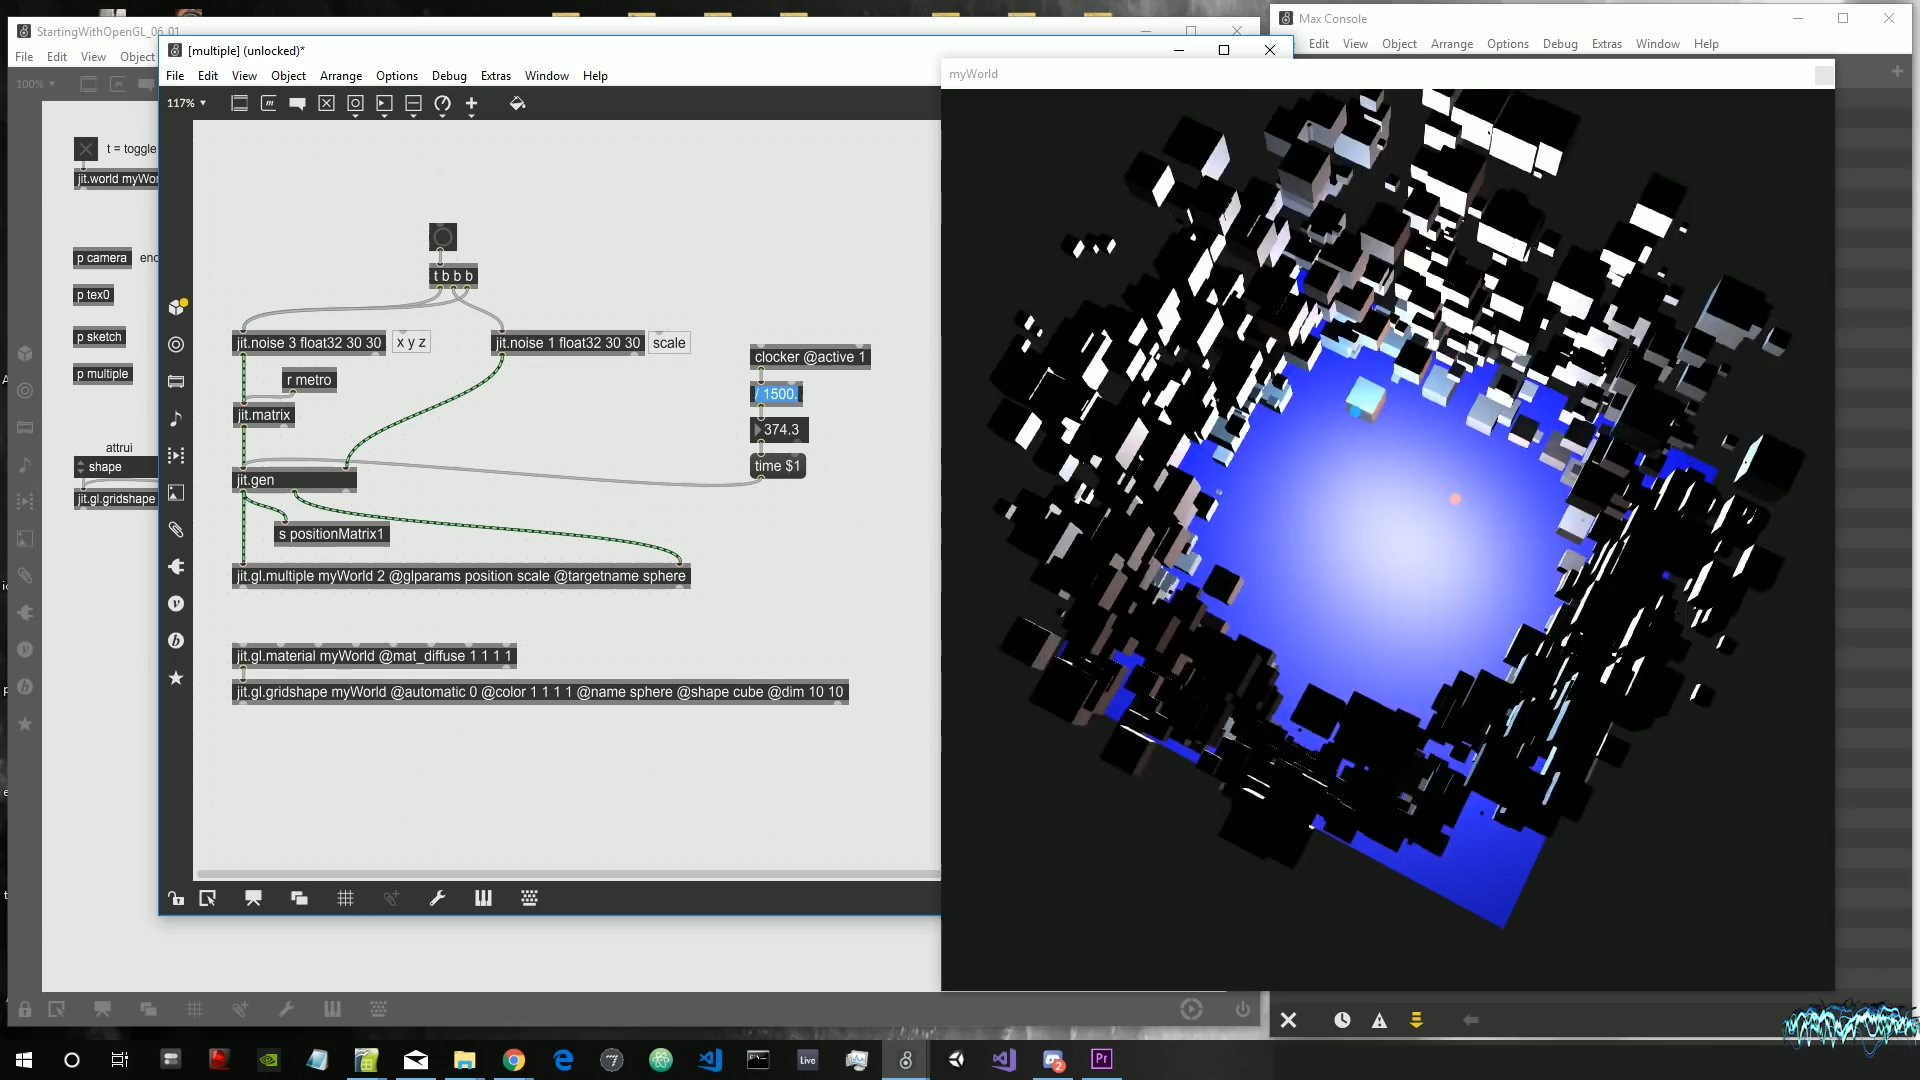 StartingWithOpenGL_06_01
File Edit View Object
100%
t = toggle
jit.world myWor
p camera
p tex0
p sketch
p multiple
attrui
shape
jit.gl.gridshape
[multiple] (unlocked)*
File Edit View Object Arrange Options Debug Extras Window Help
117%
t b b b
jit.noise 3 float32 30 30
x y z
jit.noise 1 float32 30 30
scale
r metro
jit.matrix
jit.gen
s positionMatrix1
jit.gl.multiple myWorld 2 @glparams position scale @targetname sphere
jit.gl.material myWorld @mat_diffuse 1 1 1 1
jit.gl.gridshape myWorld @automatic 0 @color 1 1 1 1 @name sphere @shape cube @dim 10 10
clocker @active 1
/ 1500.
374.3
time $1
myWorld
Max Console
Edit View Object Arrange Options Debug Extras Window Help
Live
2
Pr